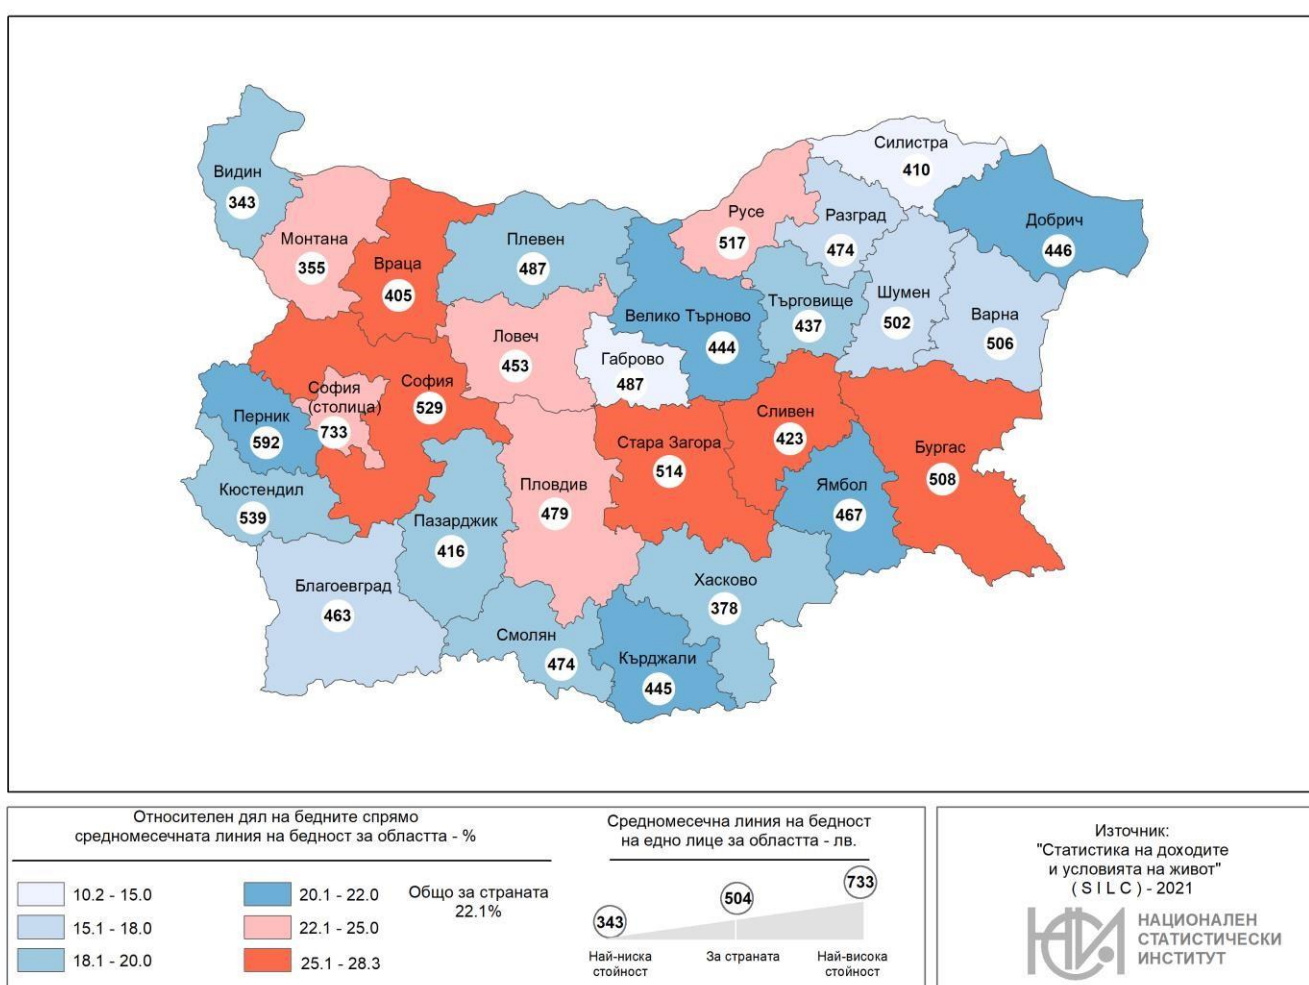 Силистра
410
Видин
343
Добрич
446
Русе
517
Разград
474
Монтана
355
Плевен
487
Враца
405
Шумен
502
Търговище
437
Варна
506
Велико Търново
444
Ловеч
453
Габрово
487
София
(столица)
733
София
529
Перник
592
Сливен
423
Стара Загора
514
Бургас
508
Кюстендил
539
Пловдив
479
Ямбол
467
Пазарджик
416
Благоевград
463
Хасково
378
Смолян
474
Кърджали
445
Относителен дял на бедните спрямо
средномесечната линия на бедност за областта - %
10.2 - 15.0
15.1 - 18.0
18.1 - 20.0
20.1 - 22.0
22.1 - 25.0
25.1 - 28.3
Общо за страната
22.1%
Средномесечна линия на бедност
на едно лице за областта - лв.
343
504
733
Най-ниска
стойност
За страната
Най-висока
стойност
Източник:
"Статистика на доходите
и условията на живот"
( S I L C ) - 2021
НСИ
НАЦИОНАЛЕН
СТАТИСТИЧЕСКИ
ИНСТИТУТ